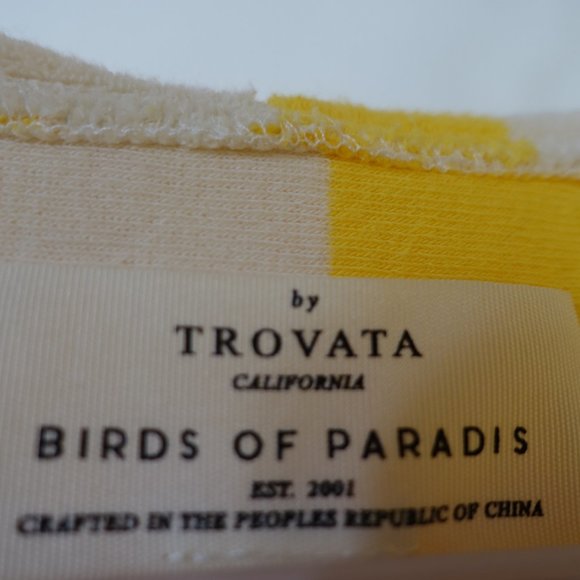 by
TROVATA
CALIFORNIA
BIRDS OF PARADIS
EST. 2001
CRAFTED IN THE PEOPLES REPUBLIC OF CHINA